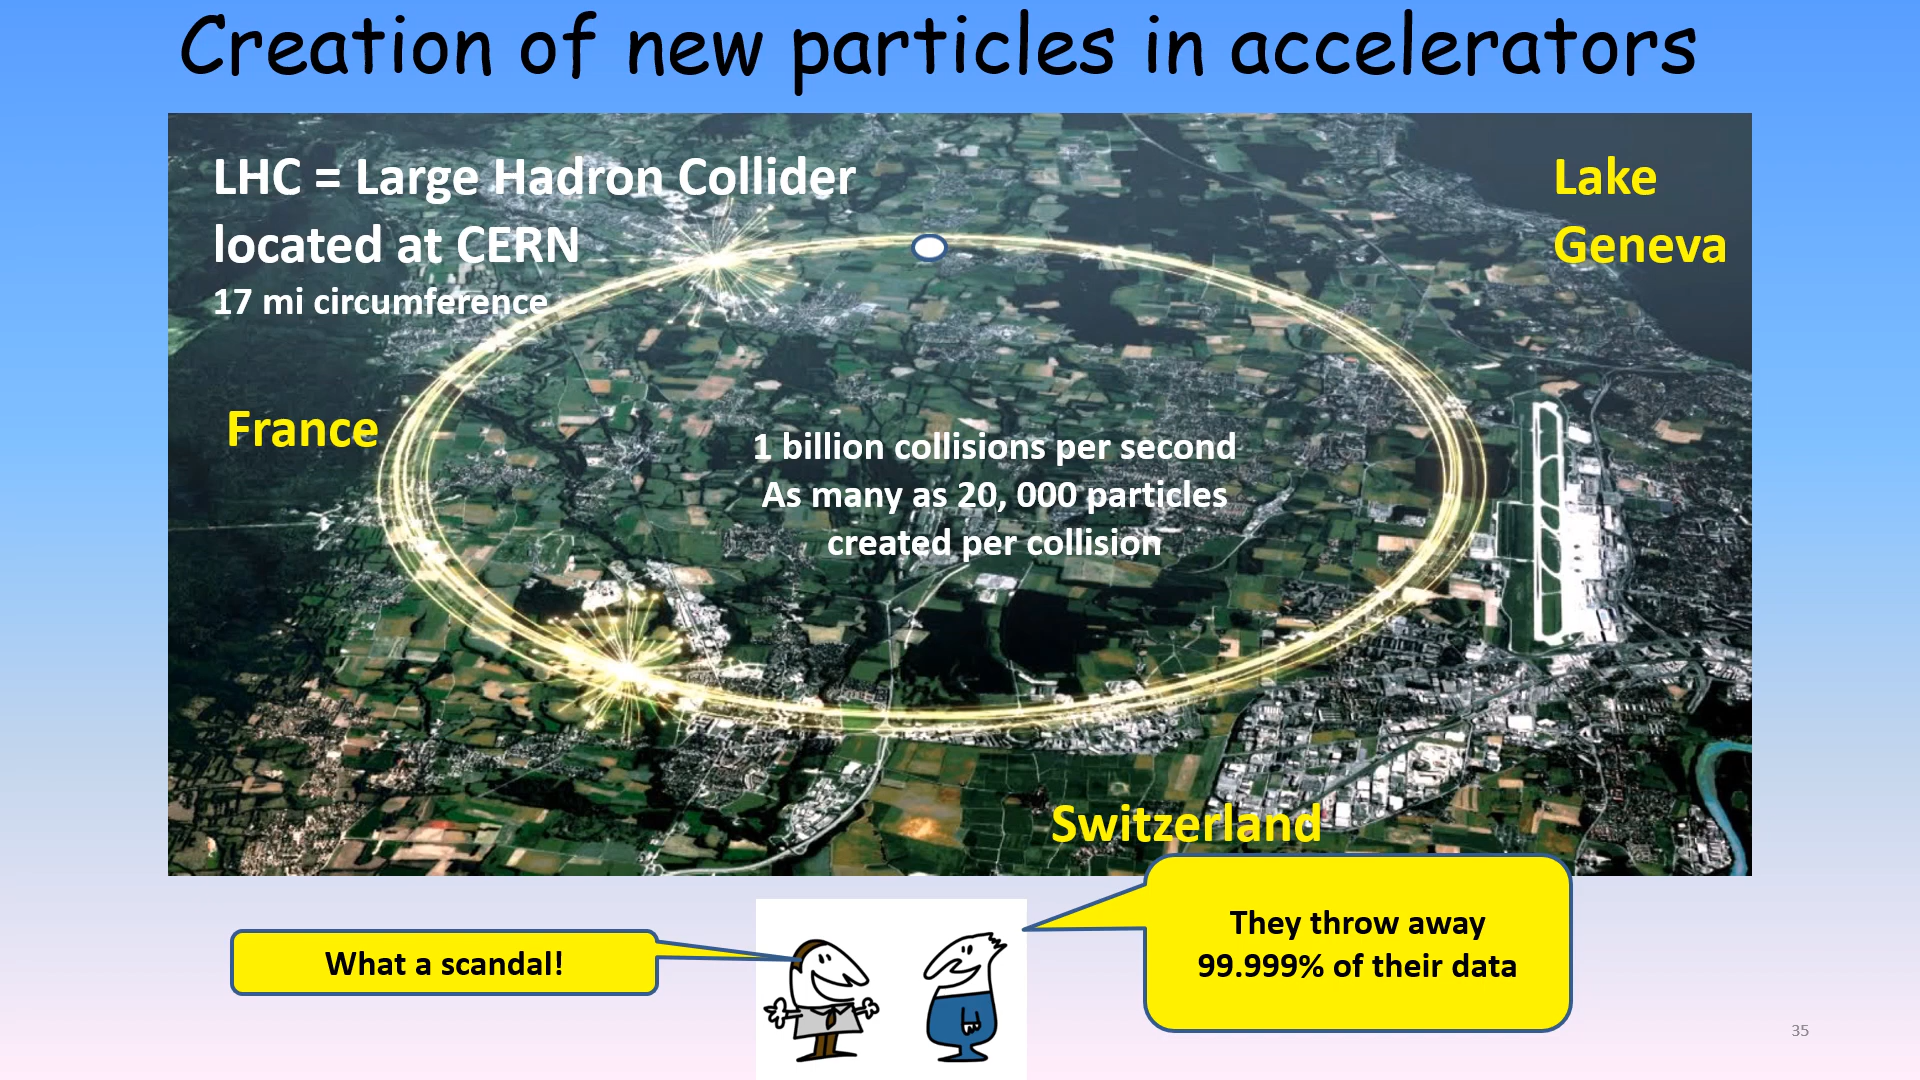 Creation of new particles in accelerators
LHC = Large Hadron Collider
located at CERN
17 mi circumference
Lake
Geneva
France
1 billion collisions per second
As many as 20, 000 particles
created per collision
Switzerland
What a scandal!
They throw away
99.999% of their data
35